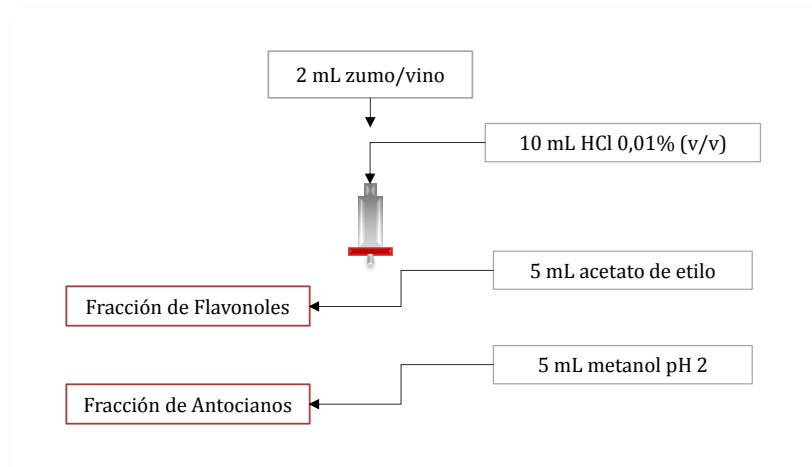 2 mL zumo/vino
10 mL HCl 0,01% (v/v)
5 mL acetato de etilo
Fracción de Flavonoles
5 mL metanol pH 2
Fracción de Antocianos